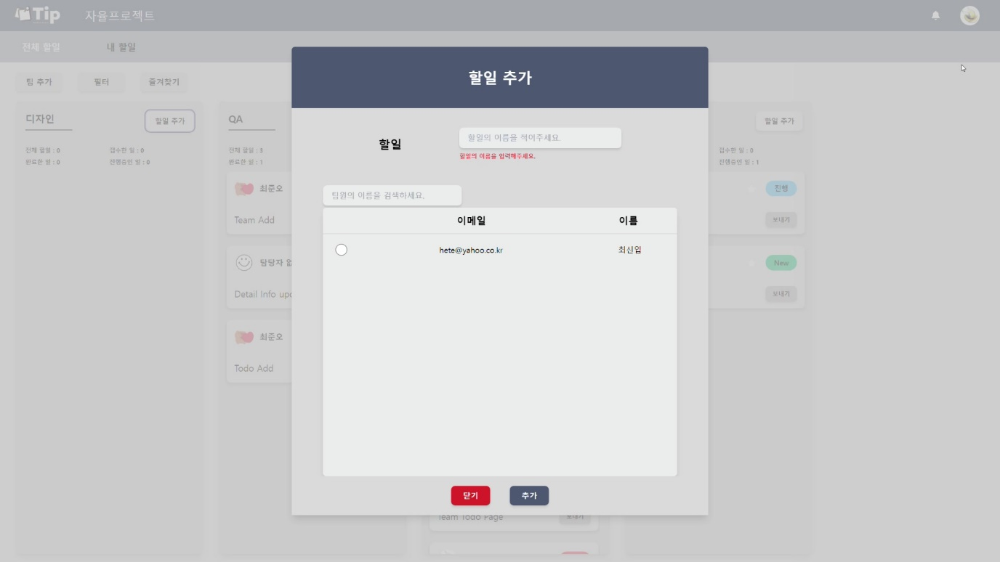 Tip 자율프로젝트
전체 할일 내 할일
팀 추가 필터 즐겨찾기
디자인 할일 추가
전체 할일 : 0 접수한 일 : 0
완료한 일 : 0 진행중인 일 : 0
QA
전체 할일 : 3
완료한 일 : 1
최준오
Team Add
담당자 없
Detail Info upd
최준오
Todo Add
할일 추가
할일 할일의 이름을 적어주세요.
할일의 이름을 입력해주세요.
팀원의 이름을 검색하세요.
이메일 이름
hete@yahoo.co.kr 최신입
닫기 추가
Team Todo Page 보내기
할일 추가
접수한 일 : 0
진행중인 일 : 1
진행
보내기
New
보내기